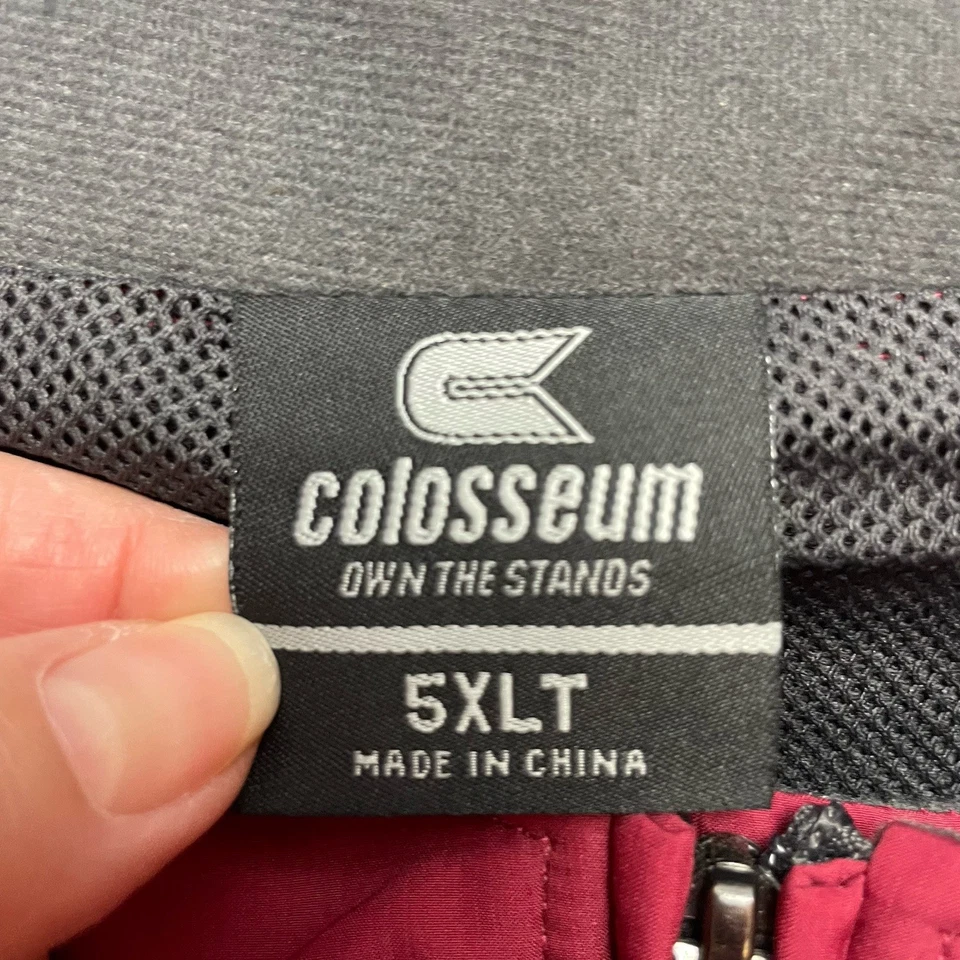 colosseum
OWN THE STANDS
5XLT
MADE IN CHINA